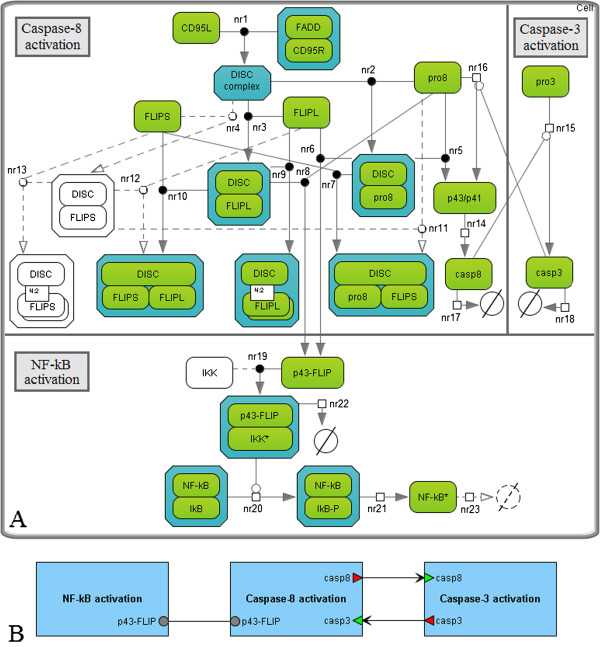 Cell
Caspase-8
activation
Caspase-3
activation
CD95L
nr1
FADD
CD95R
DISC
complex
nr2
pro8
nr16
pro3
nr15
FLIPS
nr4
nr3
FLIPL
nr6
nr5
nr13
nr12
nr10
nr9
nr8
nr7
DISC
FLIPS
DISC
FLIPL
DISC
pro8
p43/p41
nr14
nr11
DISC
N:2
FLIPS
DISC
FLIPS
FLIPL
DISC
N:2
FLIPL
DISC
pro8
FLIPS
casp8
nr17
casp3
nr18
NF-kB
activation
IKK
nr19
p43-FLIP
p43-FLIP
IKK*
nr22
NF-kB
IkB
nr20
NF-kB
IkB-P
nr21
NF-kB*
nr23
A
B
NF-kB activation
p43-FLIP
Caspase-8 activation
casp8
casp3
p43-FLIP
Caspase-3 activation
casp8
casp3